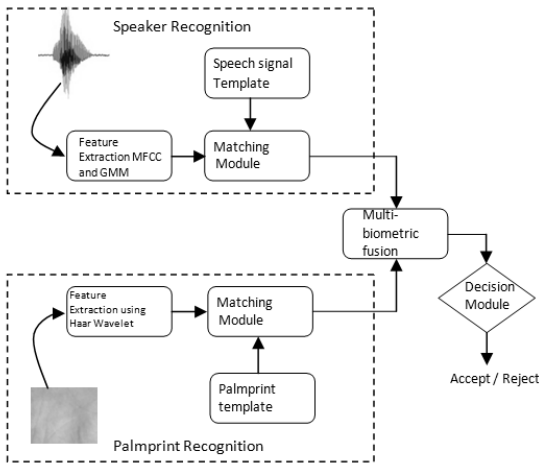 Speaker Recognition
Speech signal
Template
Feature
Extraction MFCC
and GMM
Matching
Module
Multi-
biometric
fusion
Decision
Module
Accept / Reject
Feature
Extraction using
Haar Wavelet
Matching
Module
Palmprint
template
Palmprint Recognition